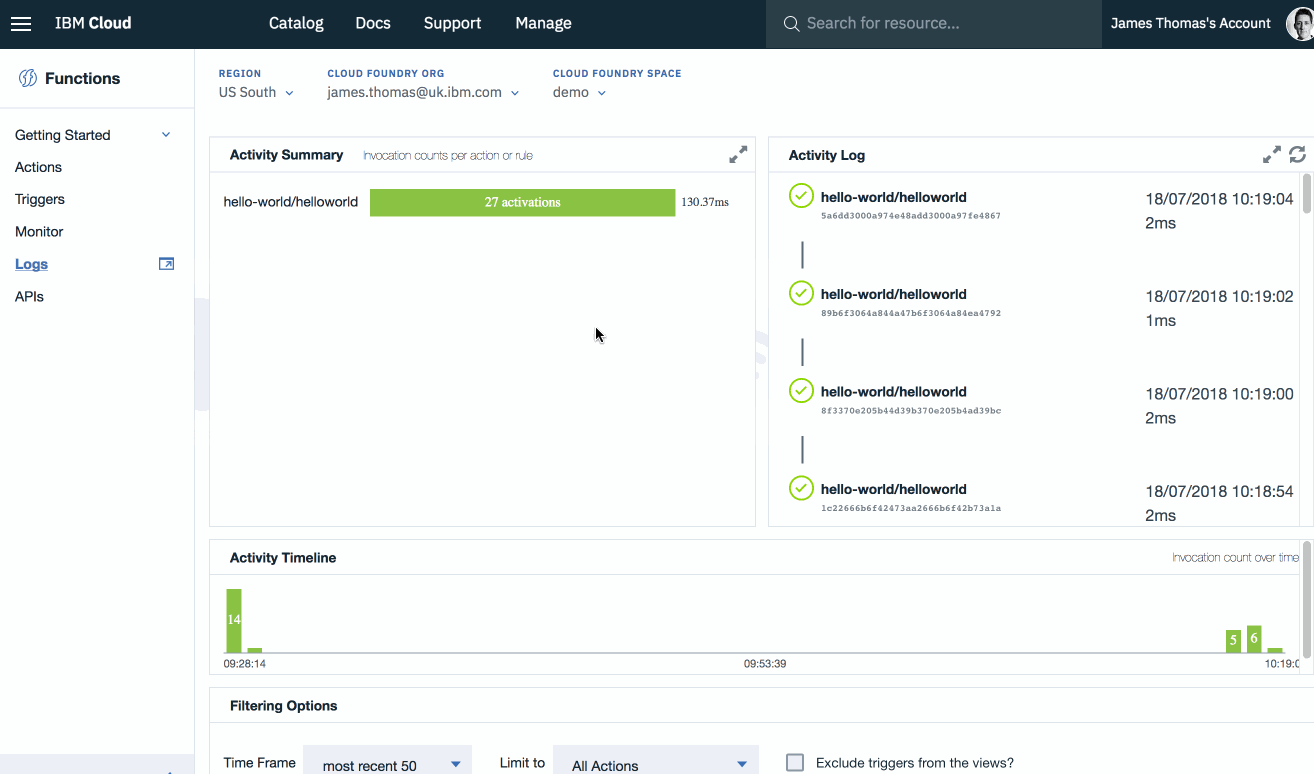 IBM Cloud
Catalog
Docs
Support
Manage
Search for resource...
James Thomas's Account
Functions
REGION
US South
CLOUD FOUNDRY ORG
james.thomas@uk.ibm.com
CLOUD FOUNDRY SPACE
demo
Getting Started
Actions
Triggers
Monitor
Logs
APIs
Activity Summary
Invocation counts per action or rule
hello-world/helloworld
27 activations
130.37ms
Activity Log
hello-world/helloworld
18/07/2018 10:19:04
5a6dd3000a974e48add3000a97fe4867
2ms
hello-world/helloworld
18/07/2018 10:19:02
89b6f3064a844a47b6f3064a84ea4792
1ms
hello-world/helloworld
18/07/2018 10:19:00
8f3370e205b44d39b370e205b4ad39bc
2ms
hello-world/helloworld
18/07/2018 10:18:54
1c22666b6f42473aa2666b6f42b73a1a
2ms
Activity Timeline
Invocation count over time
14
5
6
09:28:14
09:53:39
10:19:0
Filtering Options
Time Frame
most recent 50
Limit to
All Actions
Exclude triggers from the views?